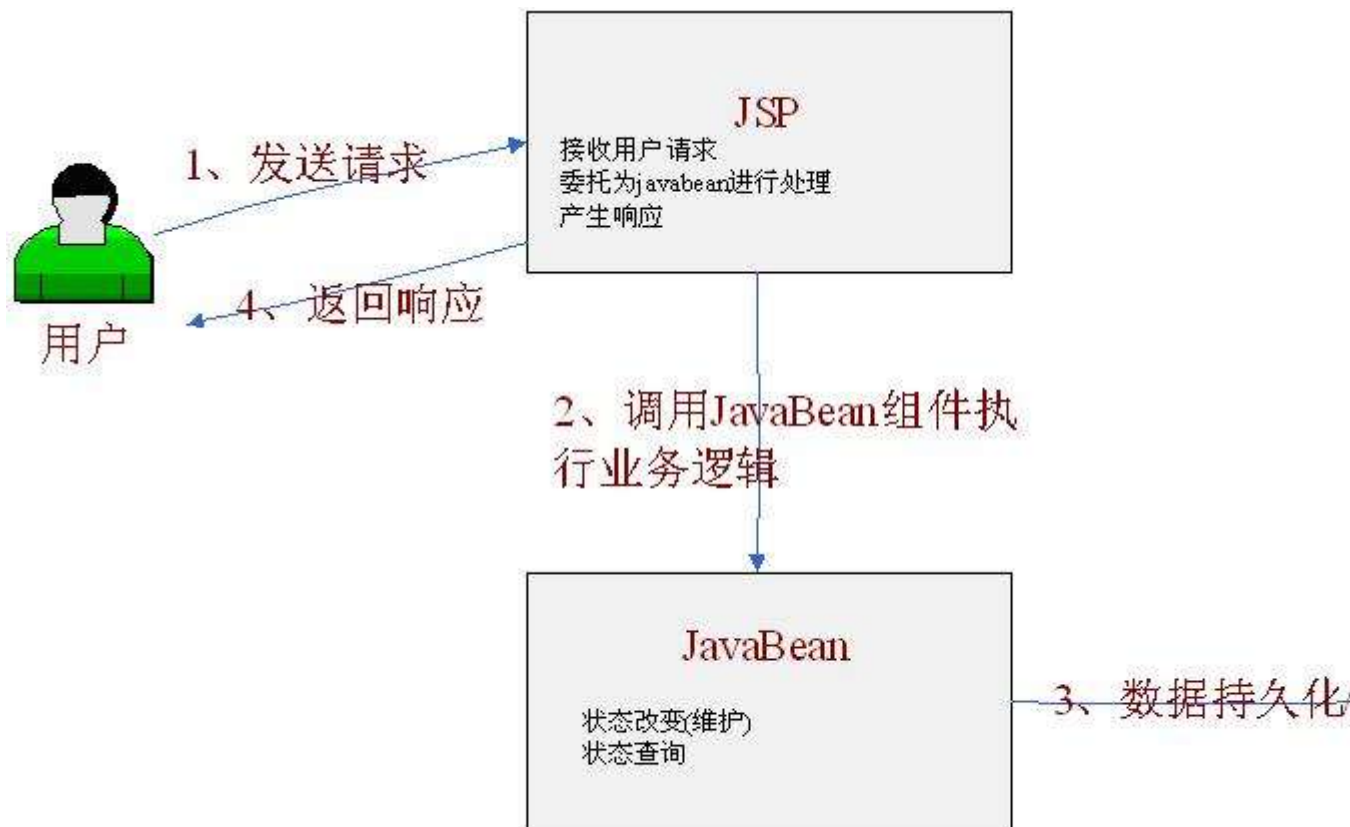 JSP
接收用户请求
委托为javabean进行处理
产生响应
1、发送请求
4、返回响应
用户
2、调用JavaBean组件执
行业务逻辑
JavaBean
状态改变(维护)
状态查询
3、数据持久化/